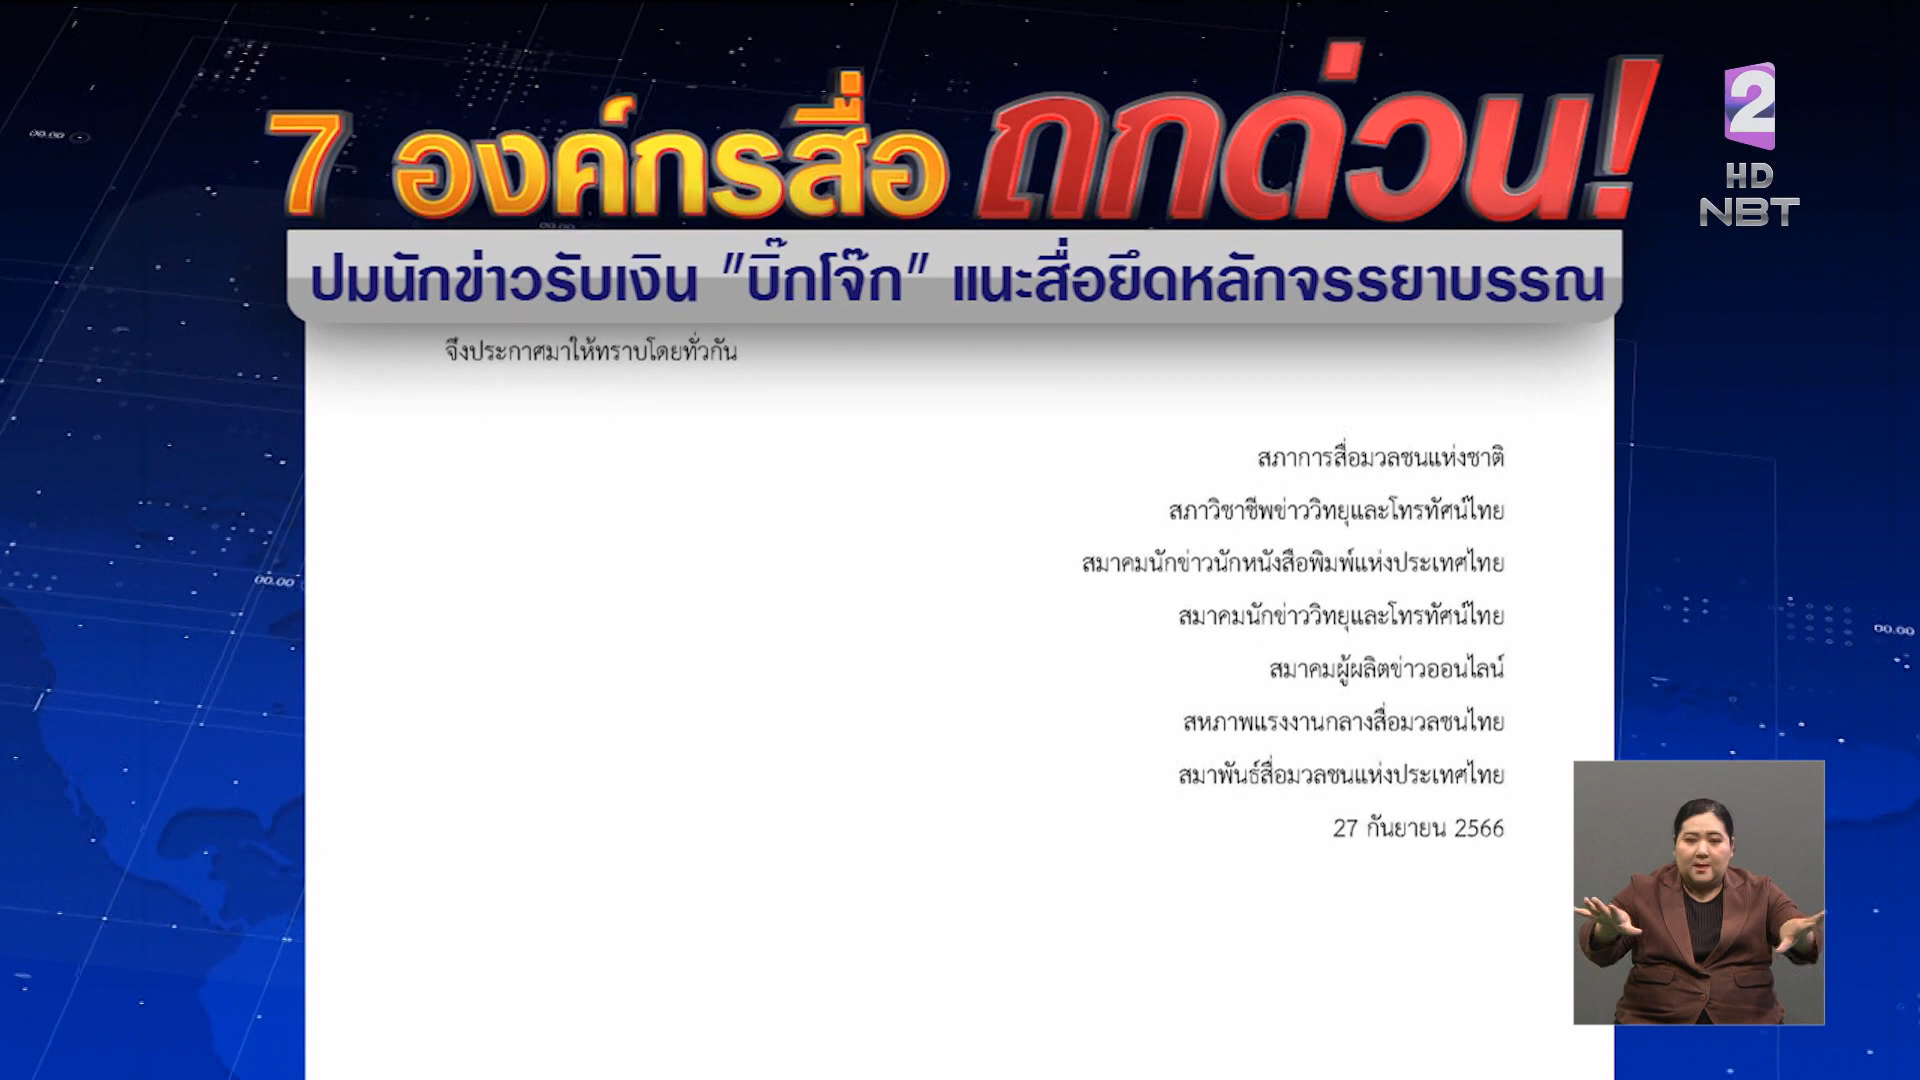 7 องค์กรสื่อ ถกด่วน!
ปมนักข่าวรับเงิน "บิ๊กโจ๊ก" แนะสื่อยึดหลักจรรยาบรรณ
2
HD
NBT
จึงประกาศมาให้ทราบโดยทั่วกัน
สภาการสื่อมวลชนแห่งชาติ
สภาวิชาชีพข่าววิทยุและโทรทัศน์ไทย
สมาคมนักข่าวนักหนังสือพิมพ์แห่งประเทศไทย
สมาคมนักข่าววิทยุและโทรทัศน์ไทย
สมาคมผู้ผลิตข่าวออนไลน์
สหภาพแรงงานกลางสื่อมวลชนไทย
สมาพันธ์สื่อมวลชนแห่งประเทศไทย
27 กันยายน 2566
00.00
00.00
00.00